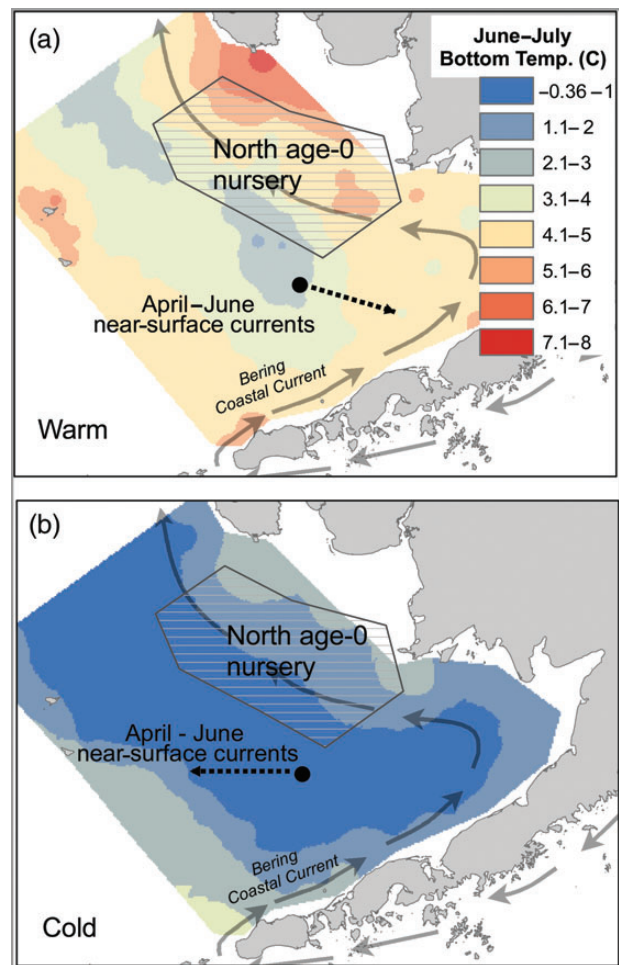 (a)
June–July
Bottom Temp. (C)
–0.36 –1
1.1–2
2.1–3
3.1–4
4.1–5
5.1–6
6.1–7
7.1–8
North age-0
nursery
April–June
near-surface currents
Bering
Coastal Current
Warm
(b)
North age-0
nursery
April - June
near-surface currents
Bering
Coastal Current
Cold